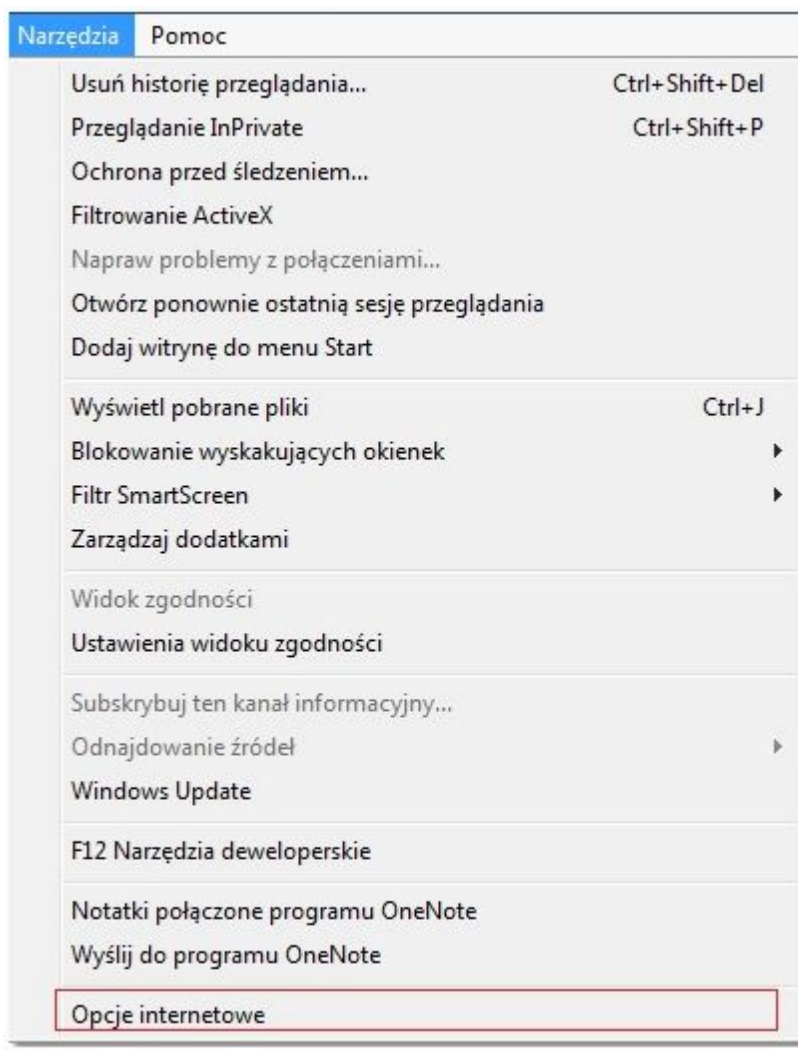 Narzędzia Pomoc
Usuń historię przeglądania... Ctrl+Shift+Del
Przeglądanie InPrivate Ctrl+Shift+P
Ochrona przed śledzeniem...
Filtrowanie ActiveX
Napraw problemy z połączeniami...
Otwórz ponownie ostatnią sesję przeglądania
Dodaj witrynę do menu Start
Wyświetl pobrane pliki Ctrl+J
Blokowanie wyskakujących okienek
Filtr SmartScreen
Zarządzaj dodatkami
Widok zgodności
Ustawienia widoku zgodności
Subskrybuj ten kanał informacyjny...
Odnajdowanie źródeł
Windows Update
F12 Narzędzia deweloperskie
Notatki połączone programu OneNote
Wyślij do programu OneNote
Opcje internetowe